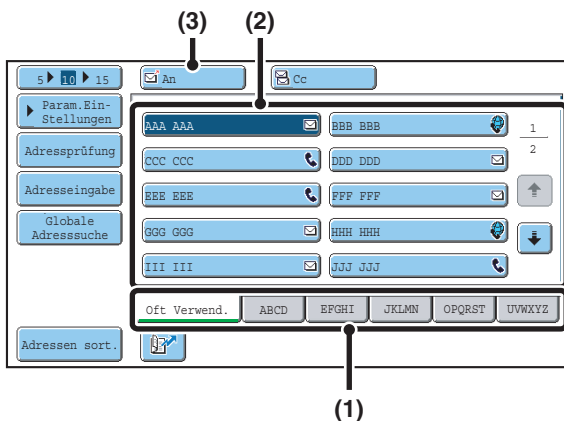 (3) (2)
5 10 15 An Cc
Param.Ein-
Stellungen
Adressprüfung
Adresseingabe
Globale
Adresssuche
AAA AAA BBB BBB
CCC CCC DDD DDD
EEE EEE FFF FFF
GGG GGG HHH HHH
III III JJJ JJJ
1
2
Oft Verwend. ABCD EFGHI JKLMN OPQRST UVWXYZ
Adressen sort.
(1)